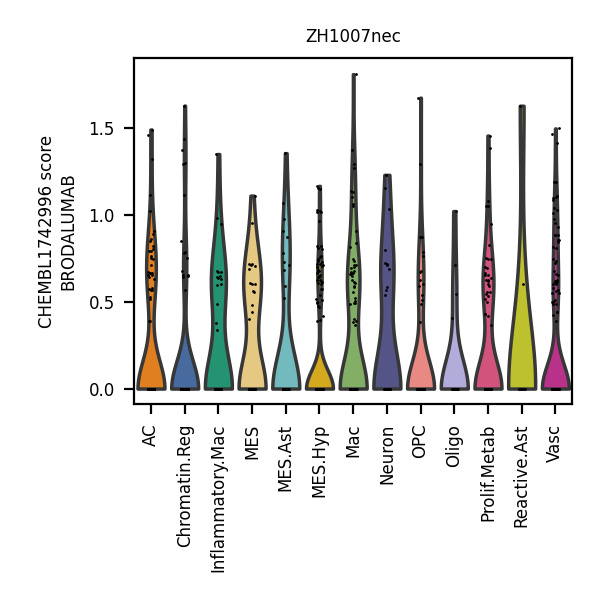 ZH1007nec
CHEMBL1742996 score
BRODALUMAB
1.5
1.0
0.5
0.0
AC
Chromatin.Reg
Inflammatory.Mac
MES
MES.Ast
MES.Hyp
Mac
Neuron
OPC
Oligo
Prolif.Metab
Reactive.Ast
Vasc